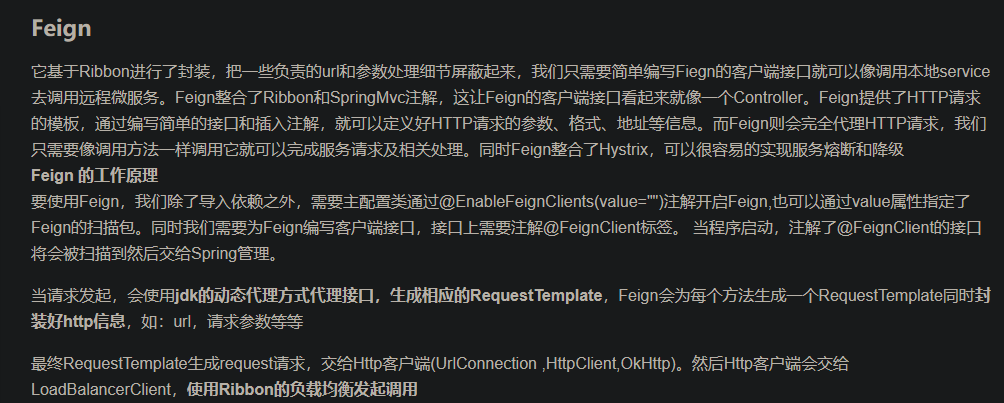 Feign
它基于Ribbon进行了封装，把一些负责的url和参数处理细节屏蔽起来，我们只需要简单编写Fiegn的客户端接口就可以像调用本地service
去调用远程微服务。Feign整合了Ribbon和SpringMvc注解，这让Feign的客户端接口看起来就像一个Controller。Feign提供了HTTP请求
的模板，通过编写简单的接口和插入注解，就可以定义好HTTP请求的参数、格式、地址等信息。而Feign则会完全代理HTTP请求，我们
只需要像调用方法一样调用它就可以完成服务请求及相关处理。同时Feign整合了Hystrix，可以很容易的实现服务熔断和降级
Feign 的工作原理
要使用Feign，我们除了导入依赖之外，需要主配置类通过@EnableFeignClients(value="")注解开启Feign,也可以通过value属性指定了
Feign的扫描包。同时我们需要为Feign编写客户端接口，接口上需要注解@FeignClient标签。 当程序启动，注解了@FeignClient的接口
将会被扫描到然后交给Spring管理。
当请求发起，会使用jdk的动态代理方式代理接口，生成相应的RequestTemplate，Feign会为每个方法生成一个RequestTemplate同时封
装好http信息，如：url，请求参数等等
最终RequestTemplate生成request请求，交给Http客户端(UrlConnection ,HttpClient,OkHttp)。然后Http客户端会交给
LoadBalancerClient，使用Ribbon的负载均衡发起调用